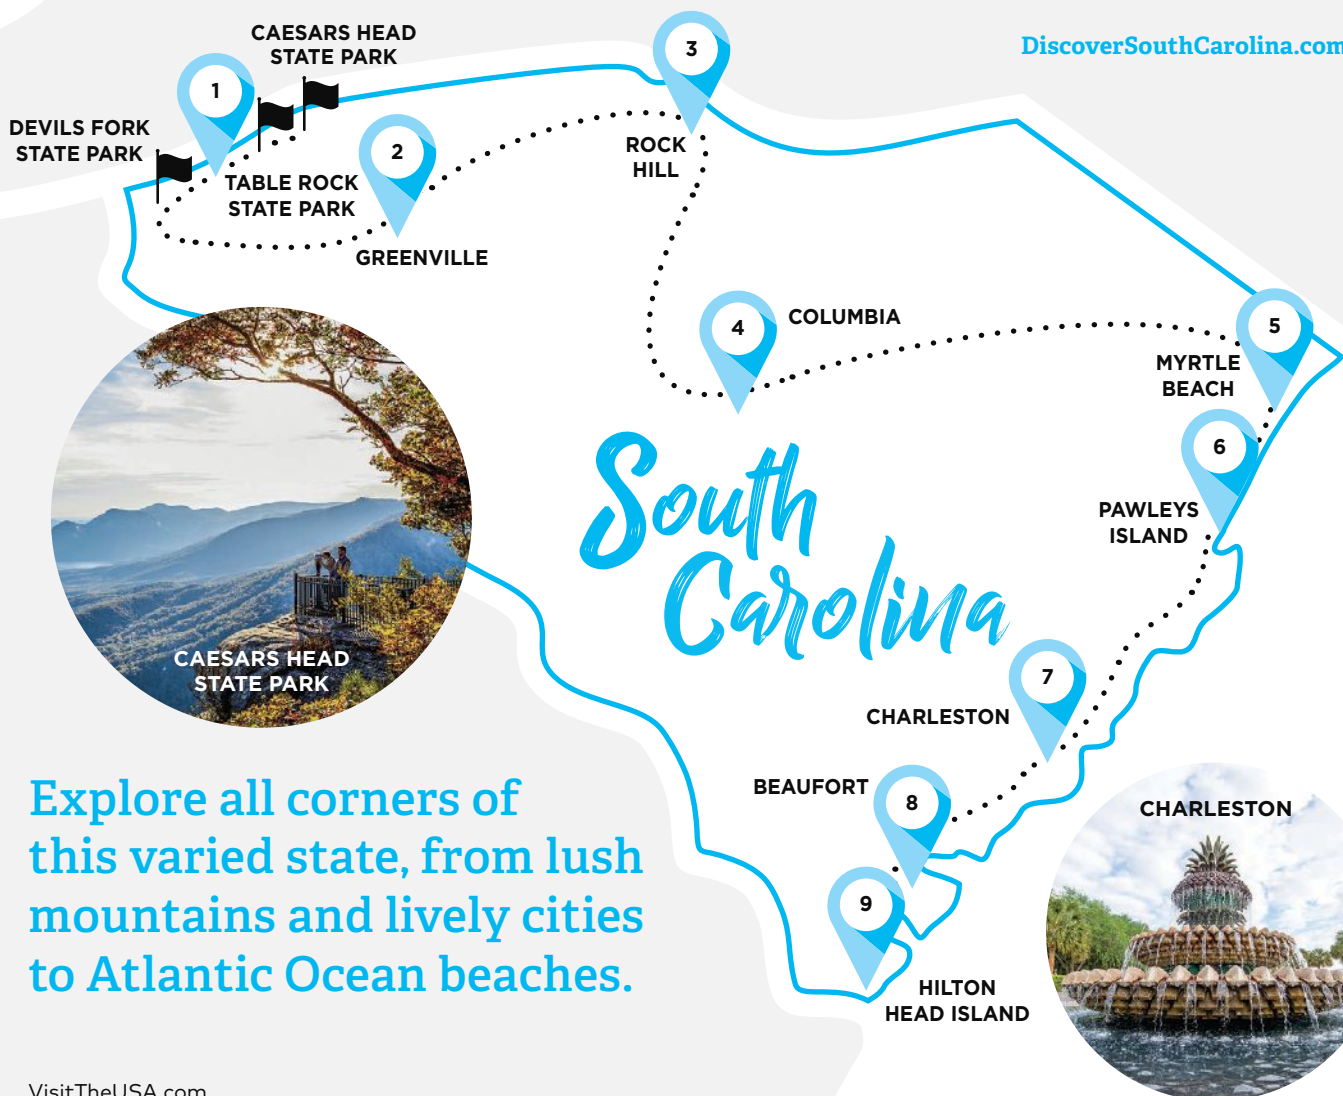 CAESARS HEAD
STATE PARK
DiscoverSouthCarolina.com
1
3
DEVILS FORK
STATE PARK
2
ROCK
HILL
TABLE ROCK
STATE PARK
GREENVILLE
4
COLUMBIA
5
MYRTLE
BEACH
6
PAWLEYS
ISLAND
South
Carolina
CAESARS HEAD
STATE PARK
7
CHARLESTON
BEAUFORT
8
9
HILTON
HEAD ISLAND
CHARLESTON
Explore all corners of
this varied state, from lush
mountains and lively cities
to Atlantic Ocean beaches.
VisitTheUSA.com